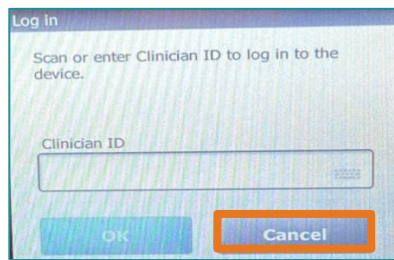 Log in
Scan or enter Clinician ID to log in to the
device.
Clinician ID
OK
Cancel